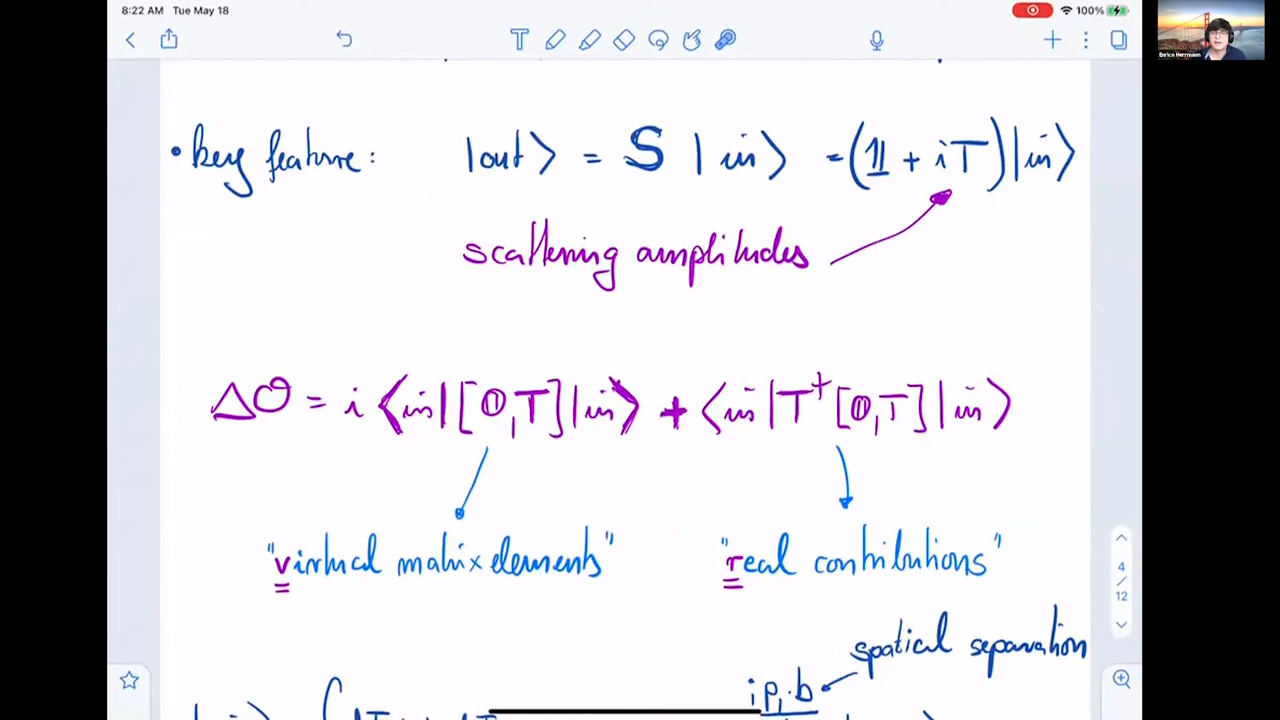 8:22 AM Tue May 18
100%
Enrico Herrmann
• key feature: |out⟩ = S |in⟩ = (𝟙 + iT)|in⟩
scattering amplitudes
ΔO = i ⟨in|[𝕆,T]|in⟩ + ⟨in|T†[𝕆,T]|in⟩
"virtual matrix elements" "real contributions"
4
/
12
spatial separation
i p₁·b